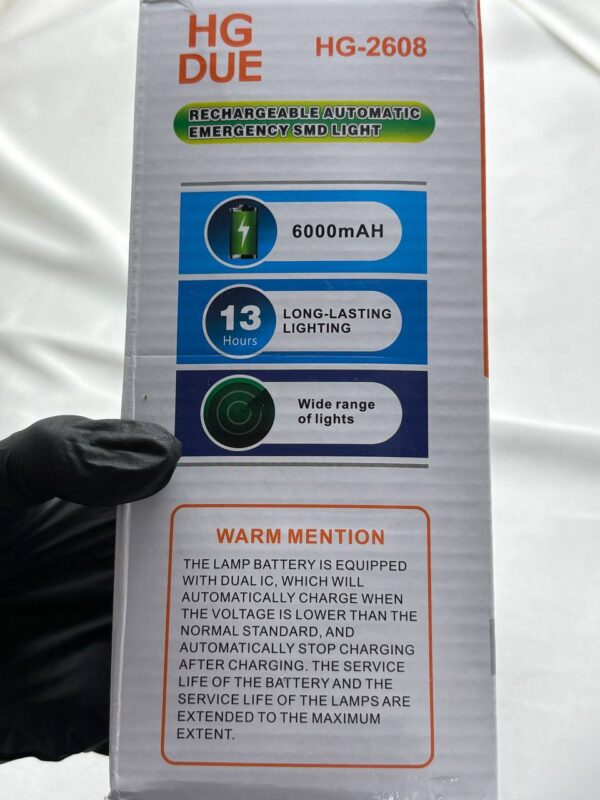 HG
DUE
HG-2608
RECHARGEABLE AUTOMATIC
EMERGENCY SMD LIGHT
6000mAH
13
Hours
LONG-LASTING
LIGHTING
Wide range
of lights
WARM MENTION
THE LAMP BATTERY IS EQUIPPED
WITH DUAL IC, WHICH WILL
AUTOMATICALLY CHARGE WHEN
THE VOLTAGE IS LOWER THAN THE
NORMAL STANDARD, AND
AUTOMATICALLY STOP CHARGING
AFTER CHARGING. THE SERVICE
LIFE OF THE BATTERY AND THE
SERVICE LIFE OF THE LAMPS ARE
EXTENDED TO THE MAXIMUM
EXTENT.